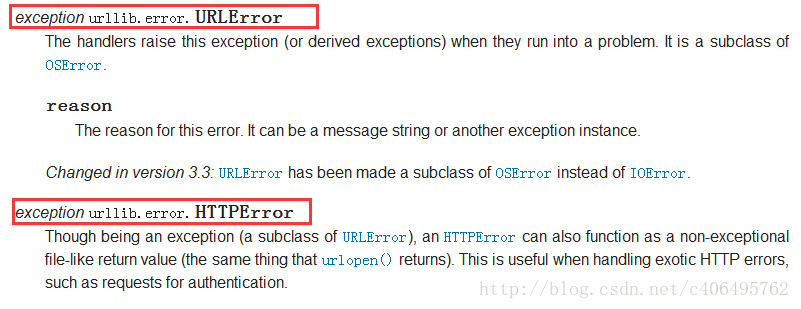 exception urllib.error. URLError
The handlers raise this exception (or derived exceptions) when they run into a problem. It is a subclass of
OSError.
reason
The reason for this error. It can be a message string or another exception instance.
Changed in version 3.3: URLError has been made a subclass of OSError instead of IOError.
exception urllib.error. HTTPError
Though being an exception (a subclass of URLError), an HTTPError can also function as a non-exceptional
file-like return value (the same thing that urlopen() returns). This is useful when handling exotic HTTP errors,
such as requests for authentication.
http://blog.csdn.net/c406495762